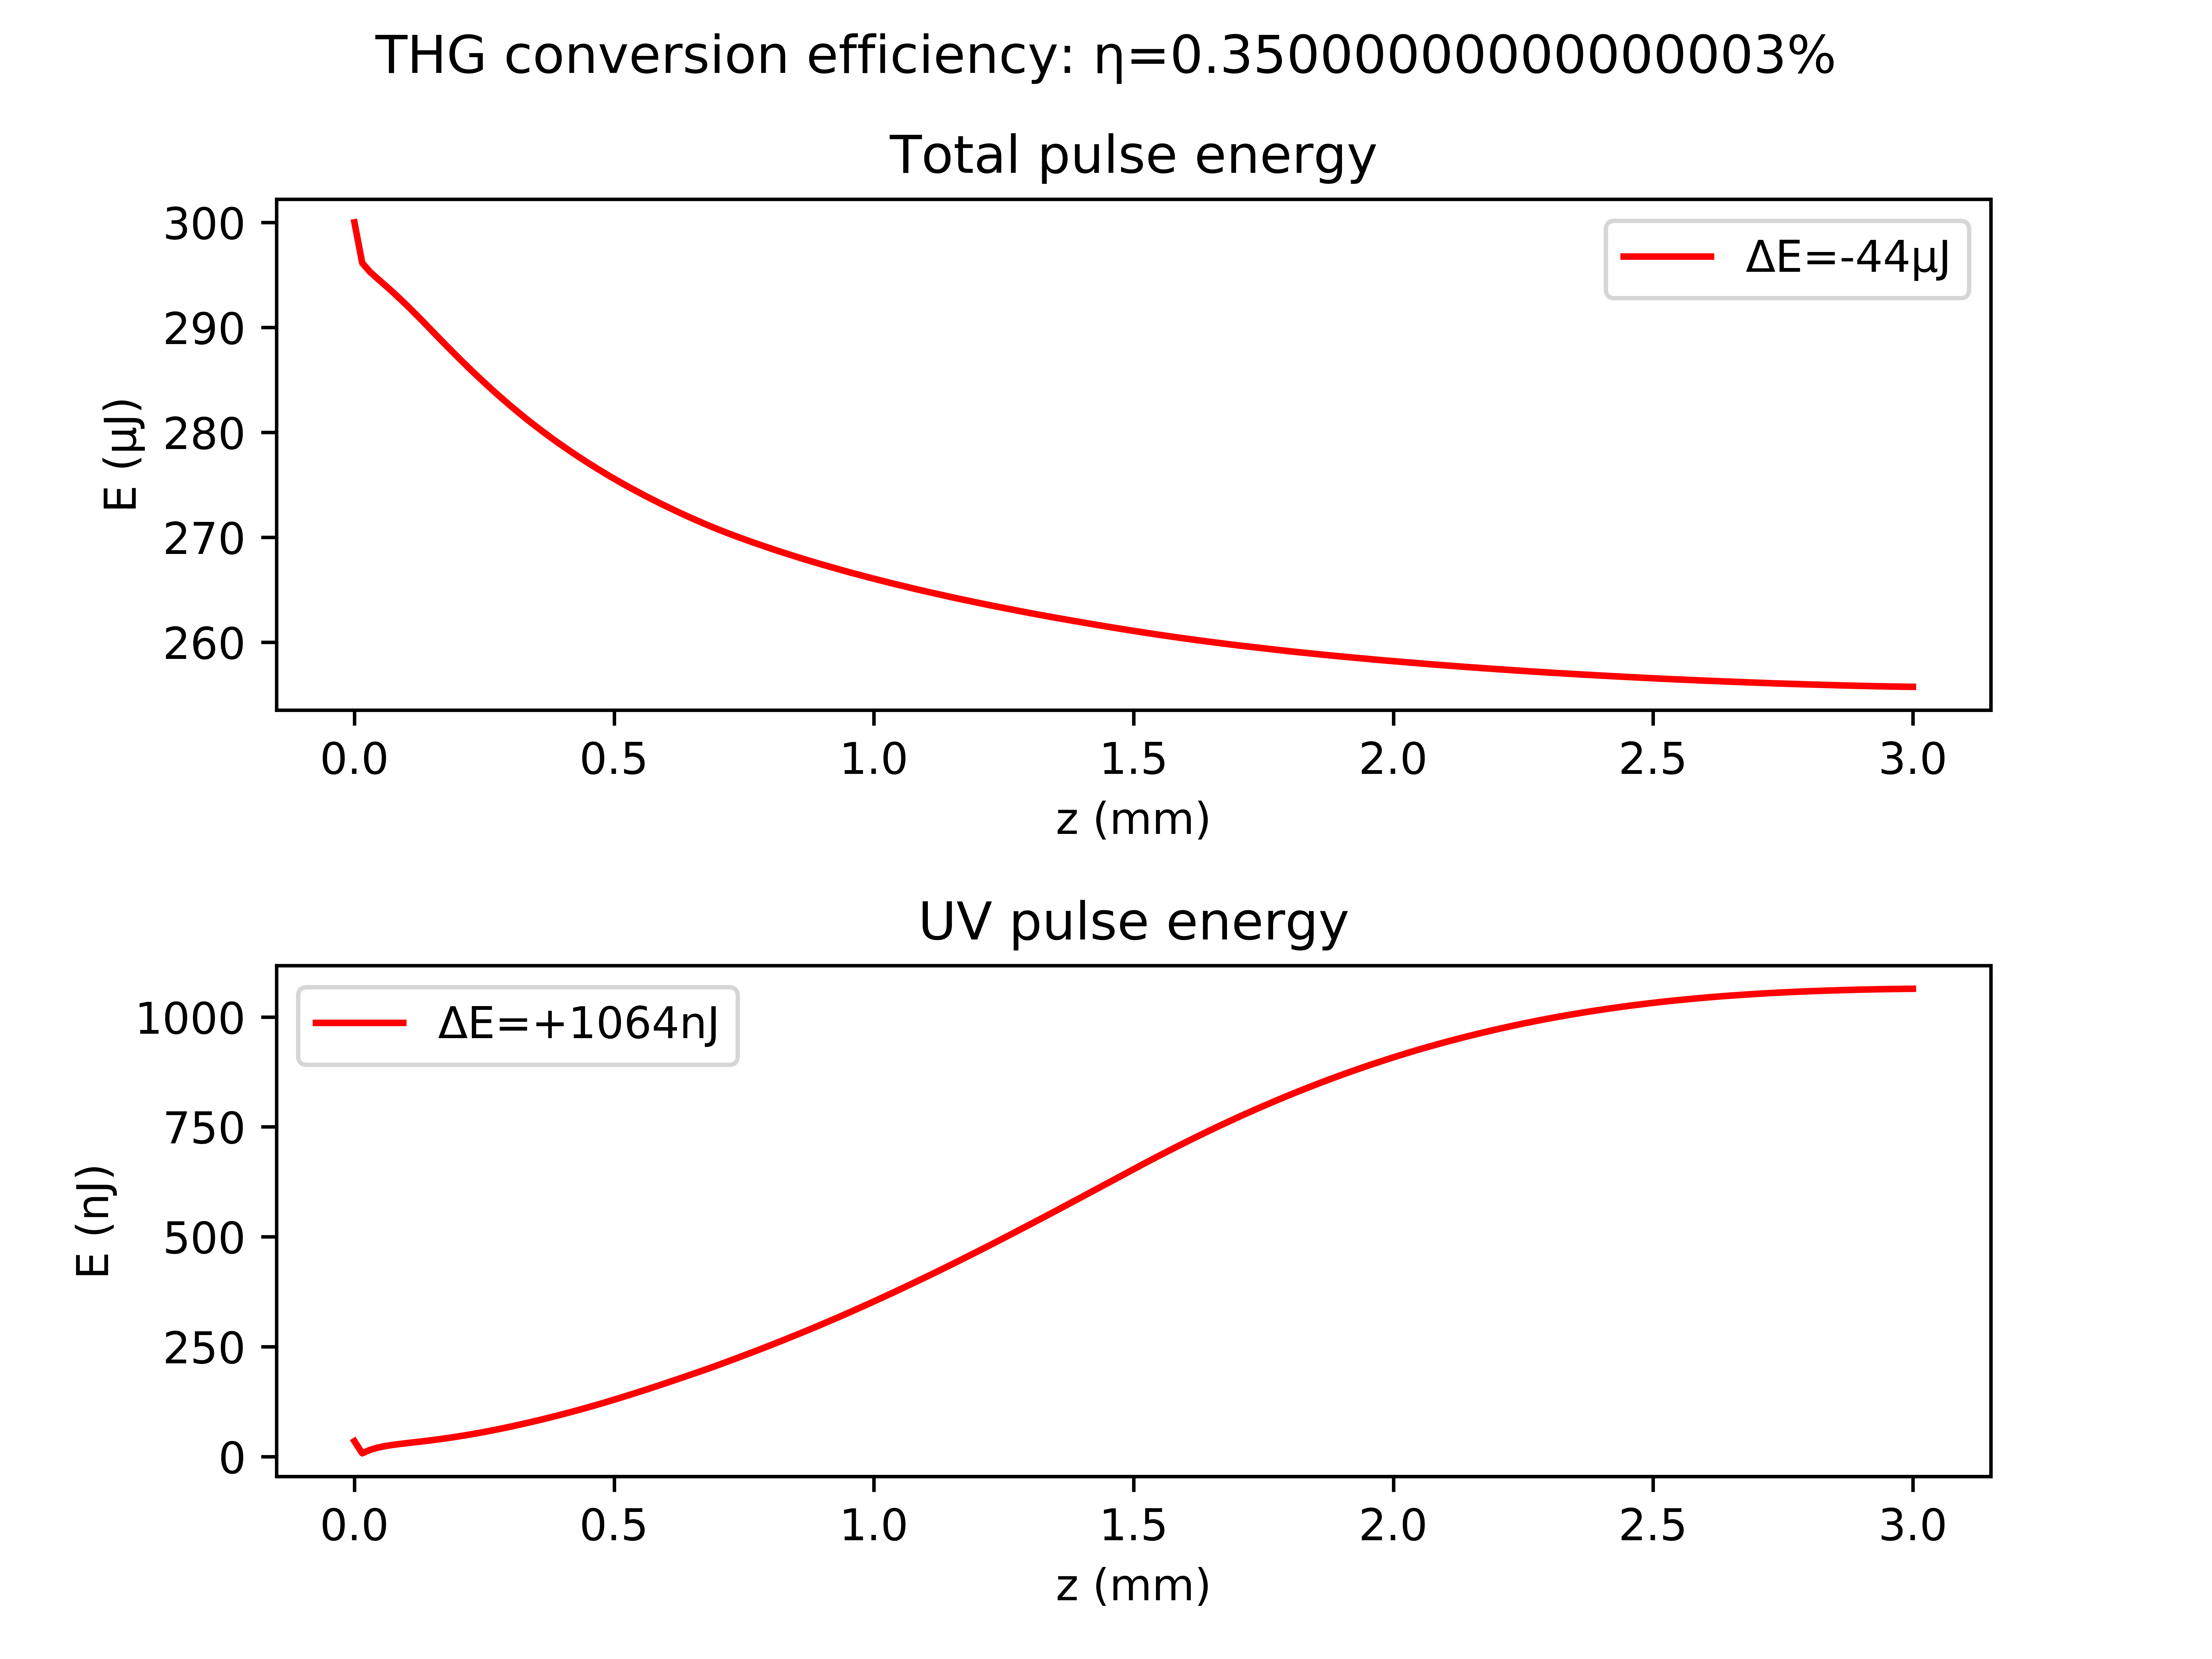 THG conversion efficiency: η=0.35000000000000003%
Total pulse energy
300
290
280
270
260
E (μJ)
ΔE=-44μJ
0.0 0.5 1.0 1.5 2.0 2.5 3.0
z (mm)
UV pulse energy
1000
750
500
250
0
E (nJ)
ΔE=+1064nJ
0.0 0.5 1.0 1.5 2.0 2.5 3.0
z (mm)